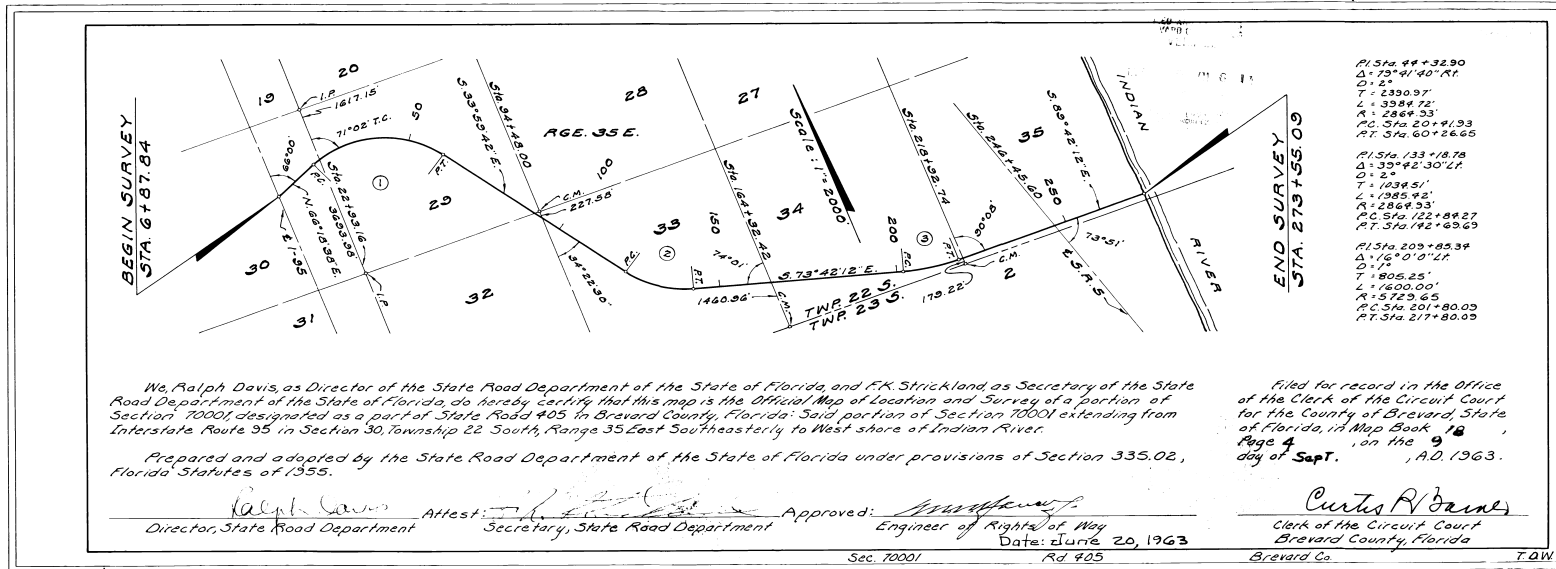 BEGIN SURVEY
STA. 6+87.84
19
20
I.P.
1617.15'
71°02' T.C.
50
66°00'
P.C.
Sta. 22+93.16
3693.98
N. 66°18'38"E.
₵ I-95
30
31
I.P.
32
①
29
P.T.
S. 33°59'42"E.
Sta. 94+48.00
RGE. 35 E.
28
C.M.
227.58'
100
34°22'30"
P.C.
33
②
150
P.T.
74°01'
1460.96'
C.M.
27
Scale: 1"=2000'
Sta. 164+32.42
34
S. 73°42'12"E.
TWP. 22 S.
TWP. 23 S.
179.22'
200
P.C.
③
P.T.
Sta. 218+92.74
90°08'
C.M.
2
Sta. 246+45.60
35
250
S. 89°42'12"E.
73°51'
₵ S.R. 5
INDIAN
RIVER
END SURVEY
STA. 273+55.09
P.I. Sta. 44+32.90
Δ = 79°41'40" Rt.
D = 2°
T = 2390.97'
L = 3984.72'
R = 2864.93'
P.C. Sta. 20+41.93
P.T. Sta. 60+26.65
P.I. Sta. 133+18.78
Δ = 39°42'30" Lt.
D = 2°
T = 1034.51'
L = 1985.42'
R = 2864.93'
P.C. Sta. 122+84.27
P.T. Sta. 142+69.69
P.I. Sta. 209+85.34
Δ = 16°0'0" Lt.
D = 1°
T = 805.25'
L = 1600.00'
R = 5729.65
P.C. Sta. 201+80.09
P.T. Sta. 217+80.09
We, Ralph Davis, as Director of the State Road Department of the State of Florida, and F.K. Strickland, as Secretary of the State
Road Department of the State of Florida, do hereby certify that this map is the Official Map of Location and Survey of a portion of
Section 70001, designated as a part of State Road 405 in Brevard County, Florida: Said portion of Section 70001 extending from
Interstate Route 95 in Section 30, Township 22 South, Range 35 East Southeasterly to West shore of Indian River.
Prepared and adopted by the State Road Department of the State of Florida under provisions of Section 335.02,
Florida Statutes of 1955.
Filed for record in the Office
of the Clerk of the Circuit Court
for the County of Brevard, State
of Florida, in Map Book 18,
Page 4, on the 9
day of Sept., A.D. 1963.
Ralph Davis Attest: Approved:
Director, State Road Department Secretary, State Road Department Engineer of Rights of Way
Date: June 20, 1963
Curtis R Barnes
Clerk of the Circuit Court
Brevard County, Florida
Sec. 70001 Rd. 405 Brevard Co. T.O.W.